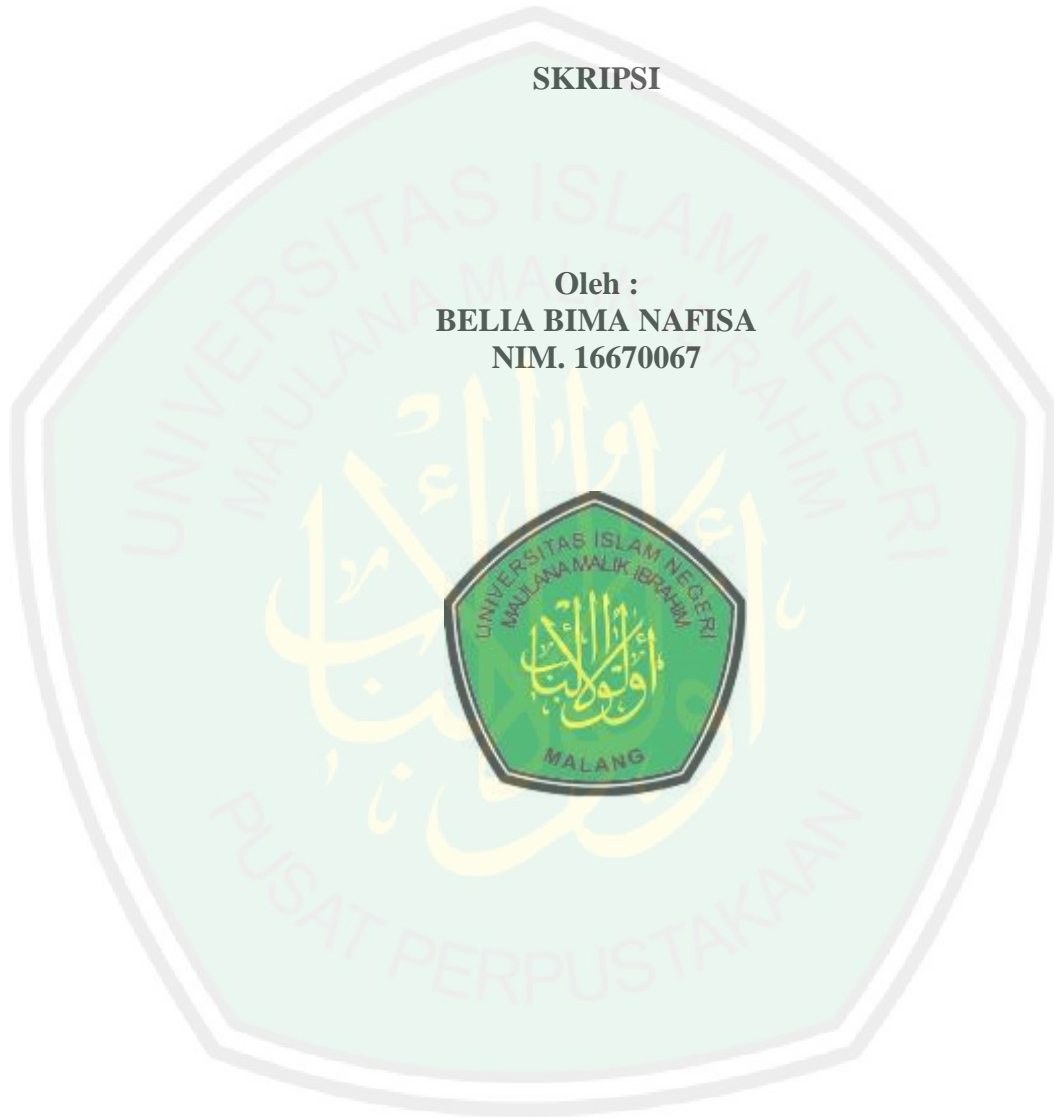 SKRIPSI
Oleh :
BELIA BIMA NAFISA
NIM. 16670067
UNIVERSITAS ISLAM NEGERI
MAULANA MALIK IBRAHIM
MALANG
UNIVERSITAS ISLAM NEGERI
MAULANA MALIK IBRAHIM
PUSAT PERPUSTAKAAN